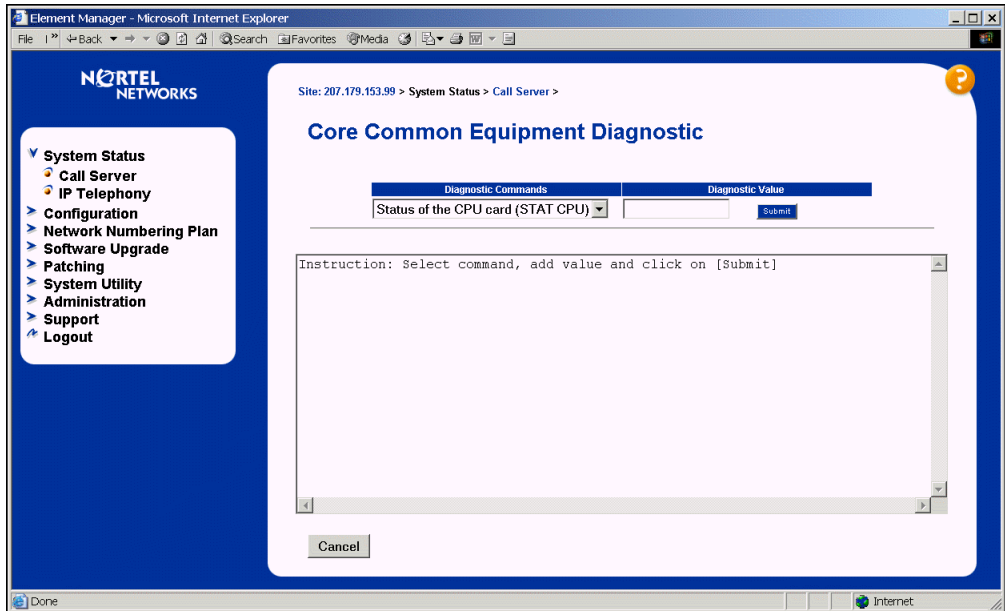 Element Manager - Microsoft Internet Explorer
File Back Search Favorites Media
NORTEL
NETWORKS
Site: 207.179.153.99 > System Status > Call Server >
Core Common Equipment Diagnostic
System Status
Call Server
IP Telephony
Configuration
Network Numbering Plan
Software Upgrade
Patching
System Utility
Administration
Support
Logout
Diagnostic Commands Diagnostic Value
Status of the CPU card (STAT CPU) Submit
Instruction: Select command, add value and click on [Submit]
Cancel
Done Internet